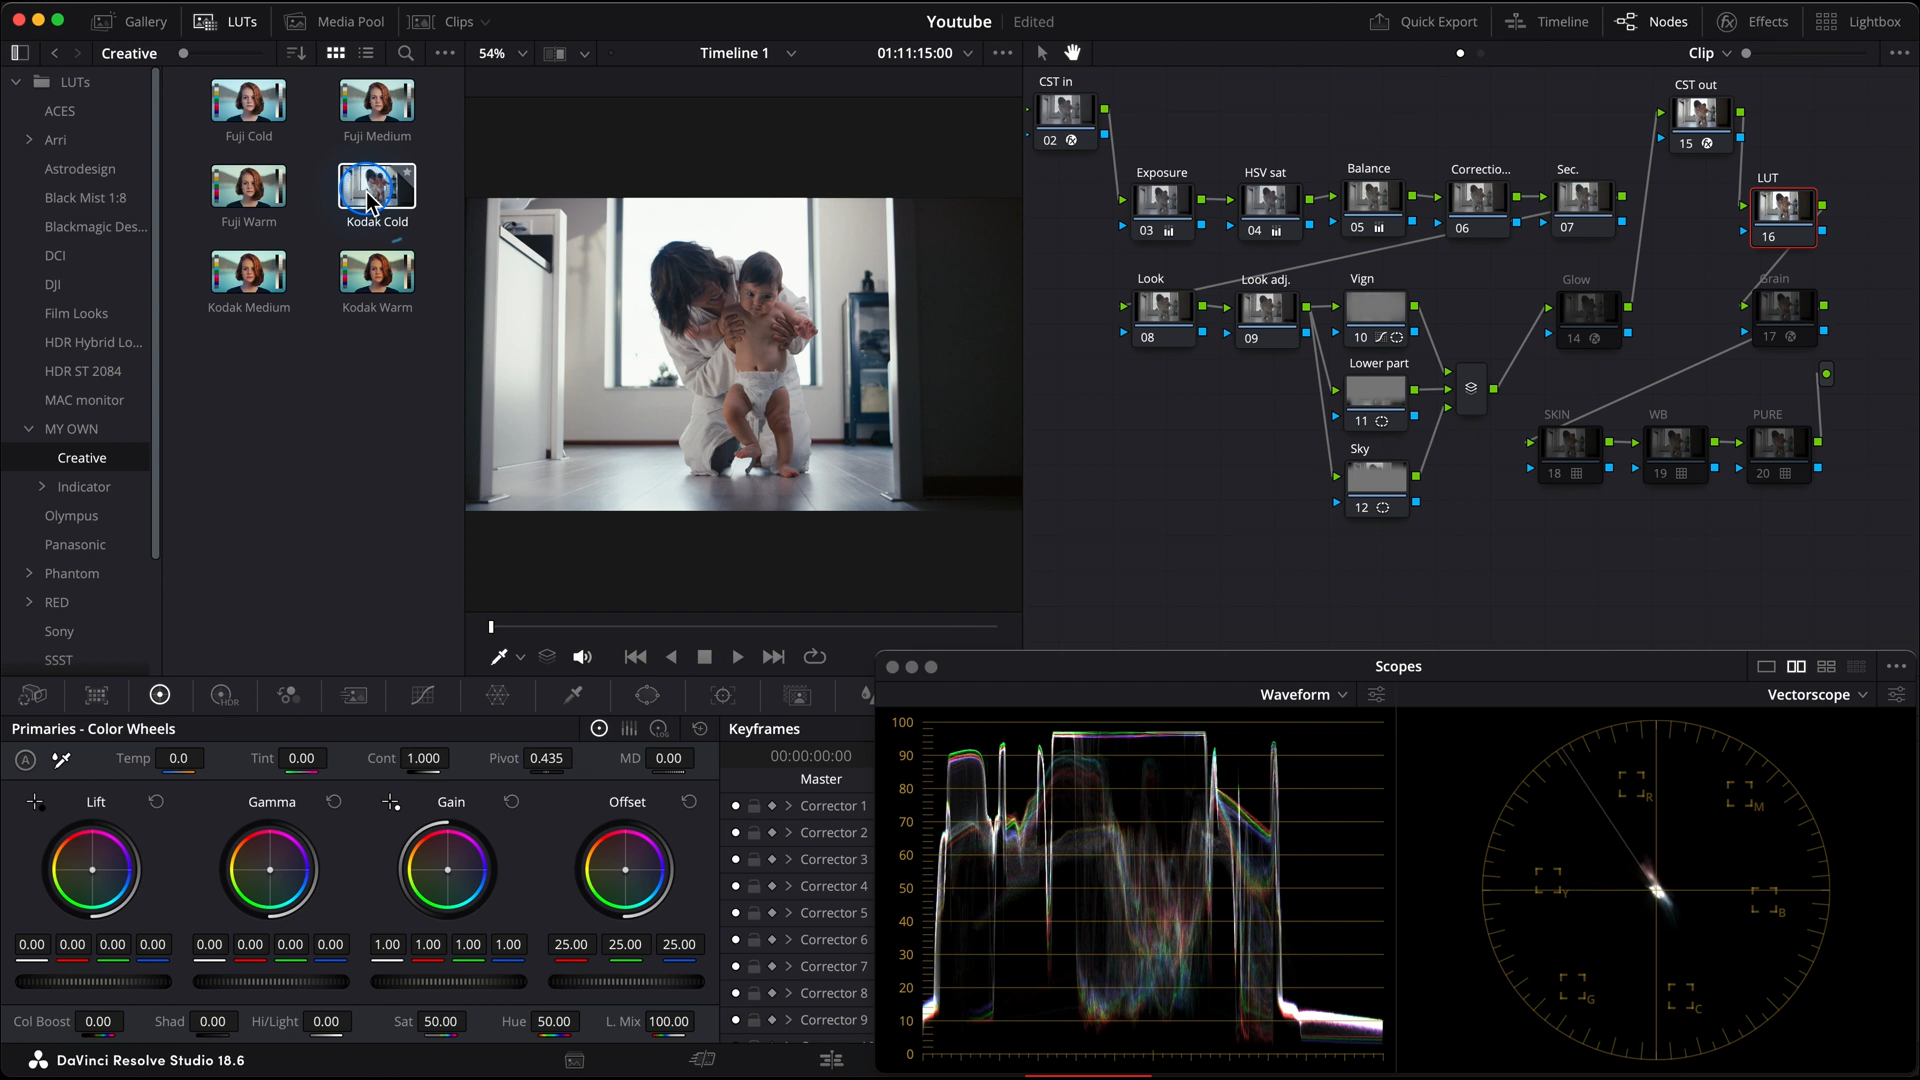 Gallery LUTs Media Pool Clips Youtube Edited Quick Export Timeline Nodes Effects Lightbox
Creative 54% Timeline 1 01:11:15:00 Clip
LUTs
ACES
Arri
Astrodesign
Black Mist 1:8
Blackmagic Des...
DCI
DJI
Film Looks
HDR Hybrid Lo...
HDR ST 2084
MAC monitor
MY OWN
Creative
Indicator
Olympus
Panasonic
Phantom
RED
Sony
SSST
Fuji Cold Fuji Medium
Fuji Warm Kodak Cold
Kodak Medium Kodak Warm
CST in
02
CST out
15
Exposure HSV sat Balance Correctio... Sec.
03 04 05 06 07
LUT
16
Look Look adj. Vign Glow Grain
08 09 10 14 17
Lower part
11
Sky
12
SKIN WB PURE
18 19 20
HDR
Primaries - Color Wheels
LOG
A Temp 0.0 Tint 0.00 Cont 1.000 Pivot 0.435 MD 0.00
Lift Gamma Gain Offset
0.00 0.00 0.00 0.00 0.00 0.00 0.00 0.00 1.00 1.00 1.00 1.00 25.00 25.00 25.00
Col Boost 0.00 Shad 0.00 Hi/Light 0.00 Sat 50.00 Hue 50.00 L. Mix 100.00
Keyframes
00:00:00:00
Master
Corrector 1
Corrector 2
Corrector 3
Corrector 4
Corrector 5
Corrector 6
Corrector 7
Corrector 8
Corrector 9
Scopes
Waveform Vectorscope
100
90
80
70
60
50
40
30
20
10
0
R M
Y B
G C
DaVinci Resolve Studio 18.6